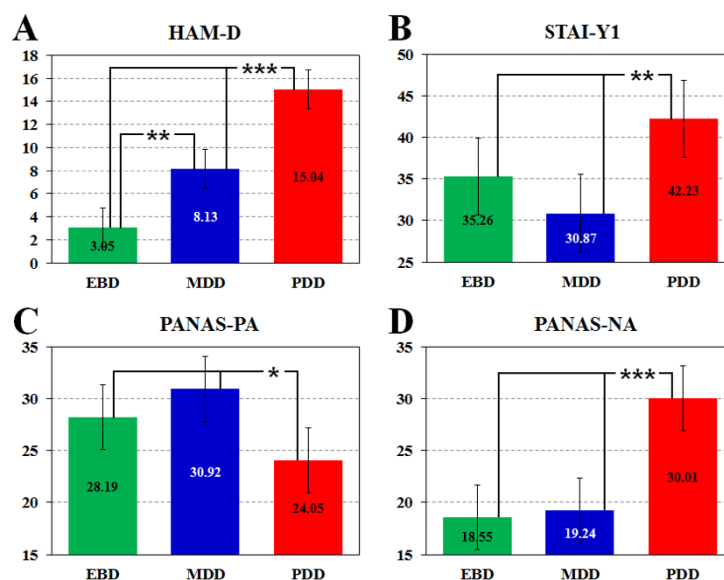 A
HAM-D
18
16
14
12
10
8
6
4
2
0
***
**
3.05
8.13
15.04
EBD
MDD
PDD
B
STAI-Y1
50
45
40
35
30
25
**
35.26
30.87
42.23
EBD
MDD
PDD
C
PANAS-PA
35
30
25
20
15
*
28.19
30.92
24.05
EBD
MDD
PDD
D
PANAS-NA
35
30
25
20
15
***
18.55
19.24
30.01
EBD
MDD
PDD